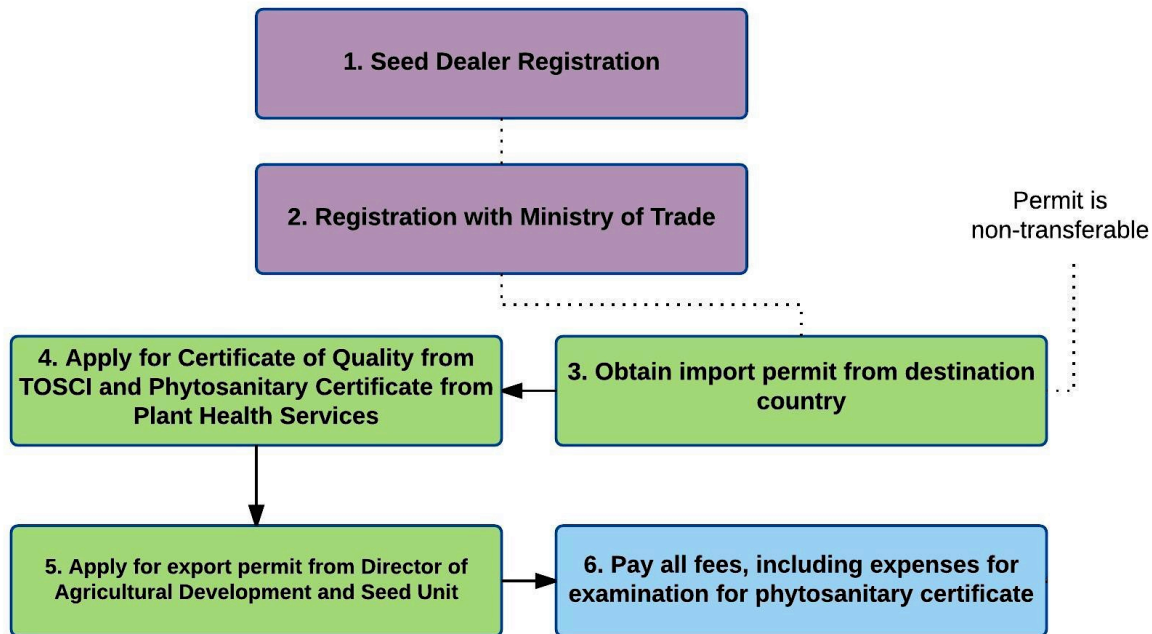 1. Seed Dealer Registration
2. Registration with Ministry of Trade
Permit is
non-transferable
4. Apply for Certificate of Quality from
TOSCI and Phytosanitary Certificate from
Plant Health Services
3. Obtain import permit from destination
country
5. Apply for export permit from Director of
Agricultural Development and Seed Unit
6. Pay all fees, including expenses for
examination for phytosanitary certificate